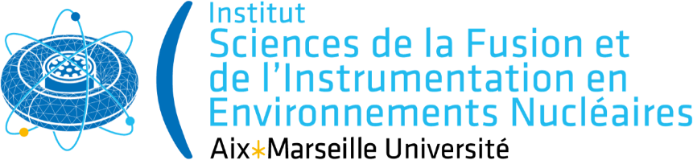 Institut
Sciences de la Fusion et
de l'Instrumentation en
Environnements Nucléaires
Aix*Marseille Université